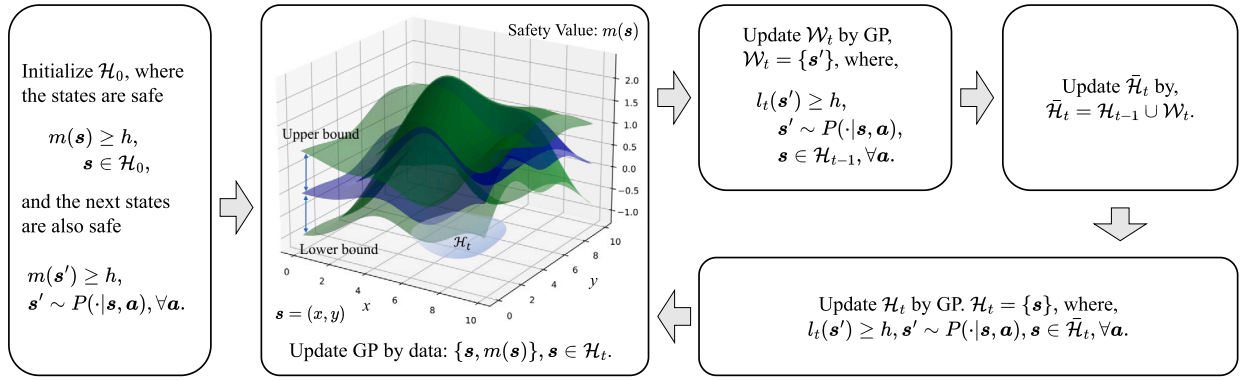 Initialize ℋ₀, where
the states are safe
m(𝒔) ≥ h,
𝒔 ∈ ℋ₀,
and the next states
are also safe
m(𝒔′) ≥ h,
𝒔′ ∼ P(·|𝒔, 𝒂), ∀𝒂.
Safety Value: m(𝒔)
Upper bound
Lower bound
ℋₜ
2.0
1.5
1.0
0.5
0.0
−0.5
−1.0
0
2
4
6
8
10
x
0
2
4
6
8
10
y
𝒔 = (x, y)
Update GP by data: {𝒔, m(𝒔)}, 𝒔 ∈ ℋₜ.
Update 𝒲ₜ by GP,
𝒲ₜ = {𝒔′}, where,
lₜ(𝒔′) ≥ h,
𝒔′ ∼ P(·|𝒔, 𝒂),
𝒔 ∈ ℋₜ₋₁, ∀𝒂.
Update ℋ̄ₜ by,
ℋ̄ₜ = ℋₜ₋₁ ∪ 𝒲ₜ.
Update ℋₜ by GP. ℋₜ = {𝒔}, where,
lₜ(𝒔′) ≥ h, 𝒔′ ∼ P(·|𝒔, 𝒂), 𝒔 ∈ ℋ̄ₜ, ∀𝒂.